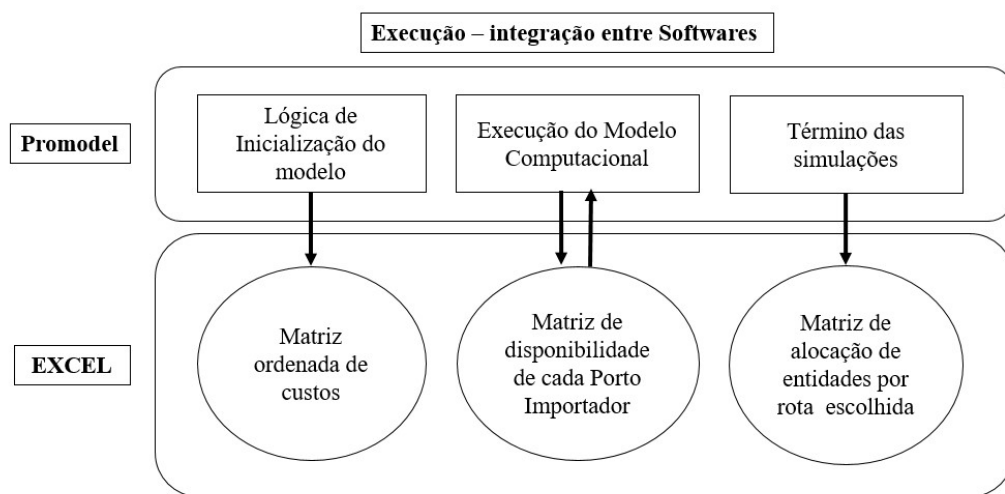 Execução – integração entre Softwares
Promodel
Lógica de
Inicialização do
modelo
Execução do Modelo
Computacional
Término das
simulações
EXCEL
Matriz
ordenada de
custos
Matriz de
disponibilidade
de cada Porto
Importador
Matriz de
alocação de
entidades por
rota escolhida